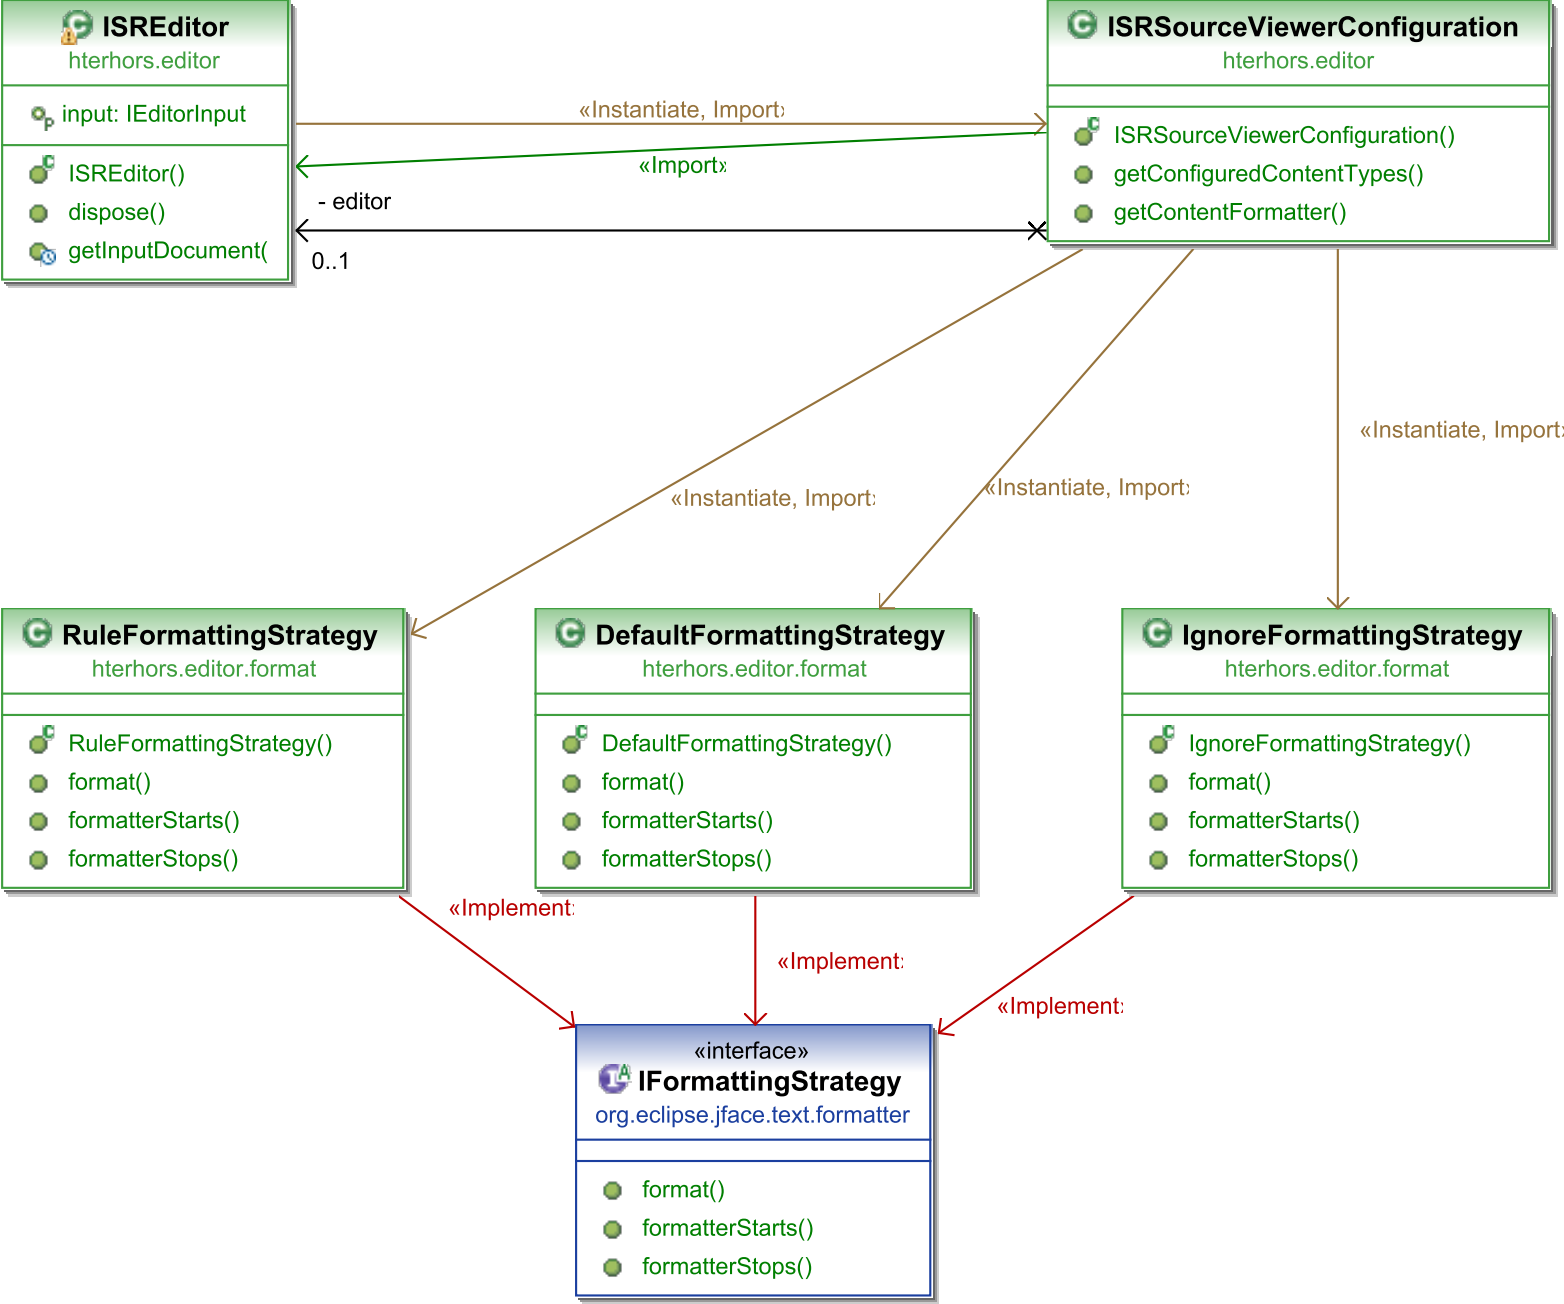 ISREditor
hterhors.editor
input: IEditorInput
ISREditor()
dispose()
getInputDocument(
ISRSourceViewerConfiguration
hterhors.editor
ISRSourceViewerConfiguration()
getConfiguredContentTypes()
getContentFormatter()
«Instantiate, Import›
«Import»
- editor
0..1
«Instantiate, Import›
«Instantiate, Import›
«Instantiate, Import›
RuleFormattingStrategy
hterhors.editor.format
RuleFormattingStrategy()
format()
formatterStarts()
formatterStops()
DefaultFormattingStrategy
hterhors.editor.format
DefaultFormattingStrategy()
format()
formatterStarts()
formatterStops()
IgnoreFormattingStrategy
hterhors.editor.format
IgnoreFormattingStrategy()
format()
formatterStarts()
formatterStops()
«Implement›
«Implement›
«Implement›
«interface»
IFormattingStrategy
org.eclipse.jface.text.formatter
format()
formatterStarts()
formatterStops()